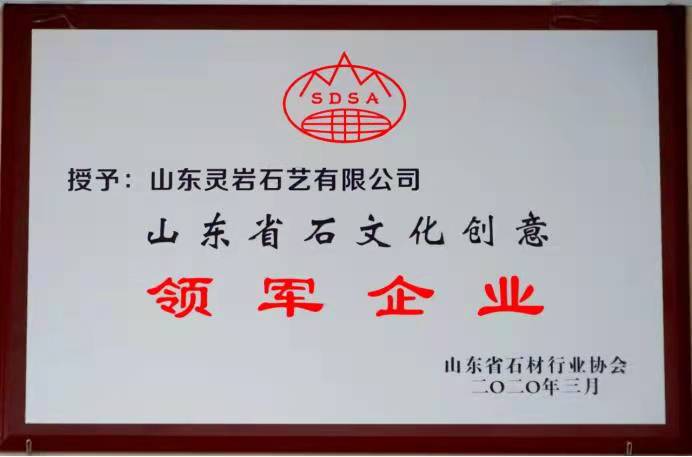 SDSA
授予：山东灵岩石艺有限公司
山东省石文化创意
领军企业
山东省石材行业协会
二〇二〇年三月